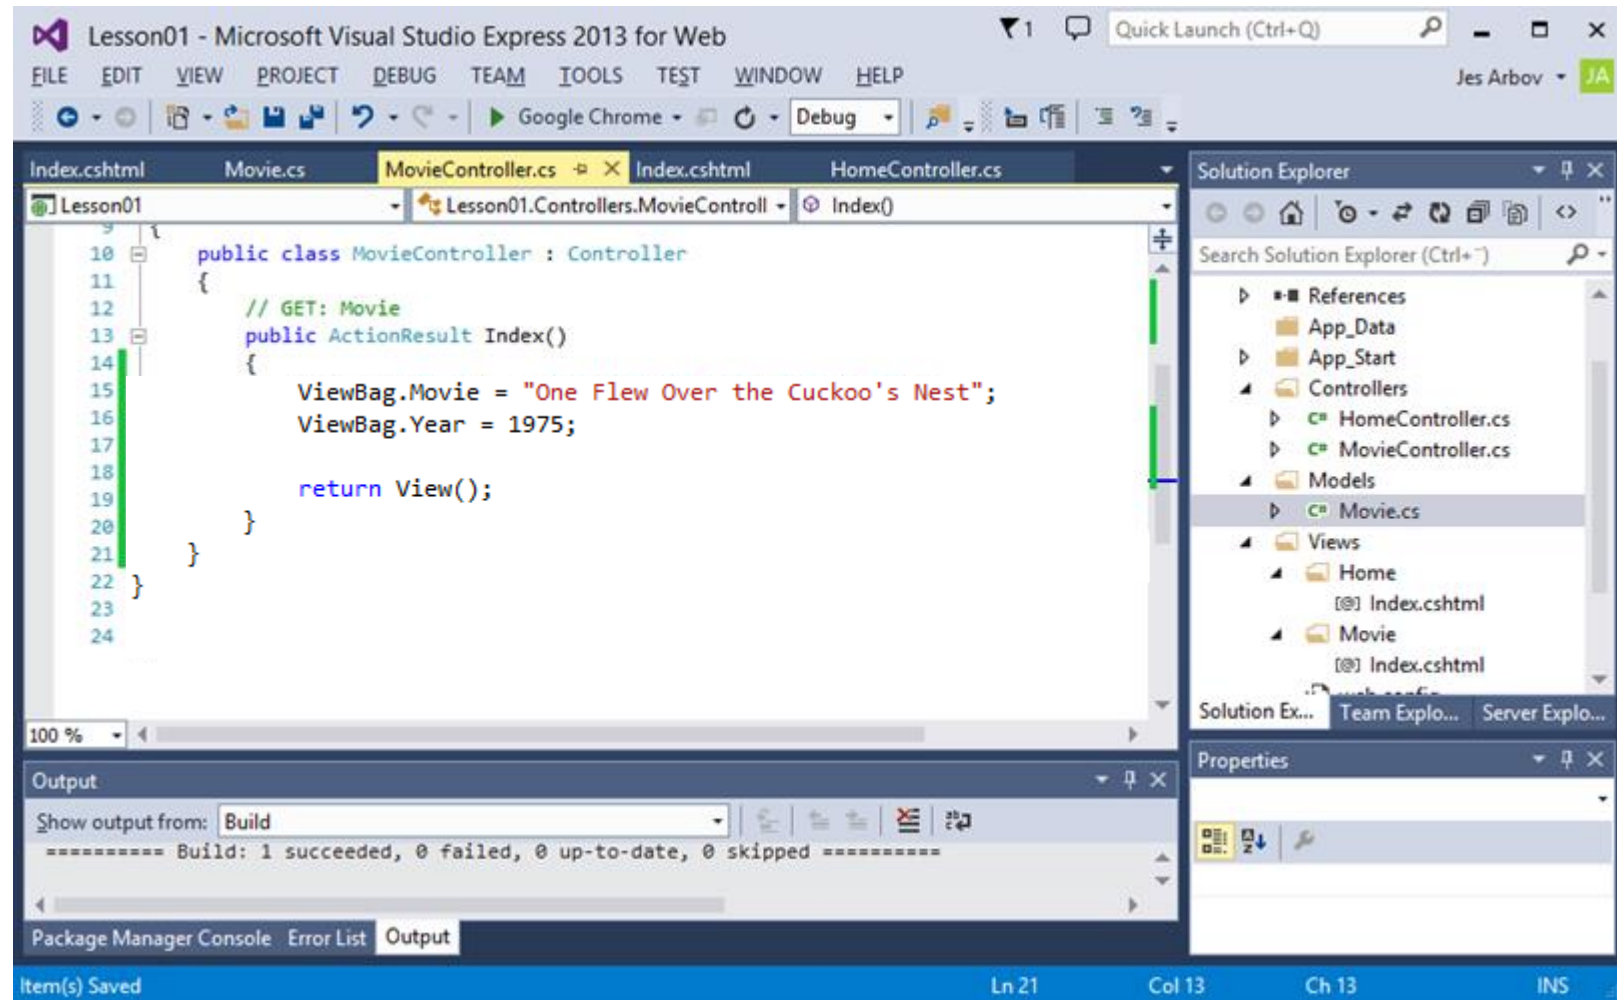 Lesson01 - Microsoft Visual Studio Express 2013 for Web 1 Quick Launch (Ctrl+Q)
FILE EDIT VIEW PROJECT DEBUG TEAM TOOLS TEST WINDOW HELP Jes Arbov JA
Google Chrome Debug
Index.cshtml Movie.cs MovieController.cs Index.cshtml HomeController.cs
Lesson01 Lesson01.Controllers.MovieControll Index()
9 {
10 public class MovieController : Controller
11 {
12 // GET: Movie
13 public ActionResult Index()
14 {
15 ViewBag.Movie = "One Flew Over the Cuckoo's Nest";
16 ViewBag.Year = 1975;
17
18 return View();
19
20 }
21 }
22 }
23
24
100 %
Output
Show output from: Build
========== Build: 1 succeeded, 0 failed, 0 up-to-date, 0 skipped ==========
Package Manager Console Error List Output
Solution Explorer
Search Solution Explorer (Ctrl+¨)
References
App_Data
App_Start
Controllers
C# HomeController.cs
C# MovieController.cs
Models
C# Movie.cs
Views
Home
[@] Index.cshtml
Movie
[@] Index.cshtml
Solution Ex... Team Explo... Server Explo...
Properties
Item(s) Saved Ln 21 Col 13 Ch 13 INS